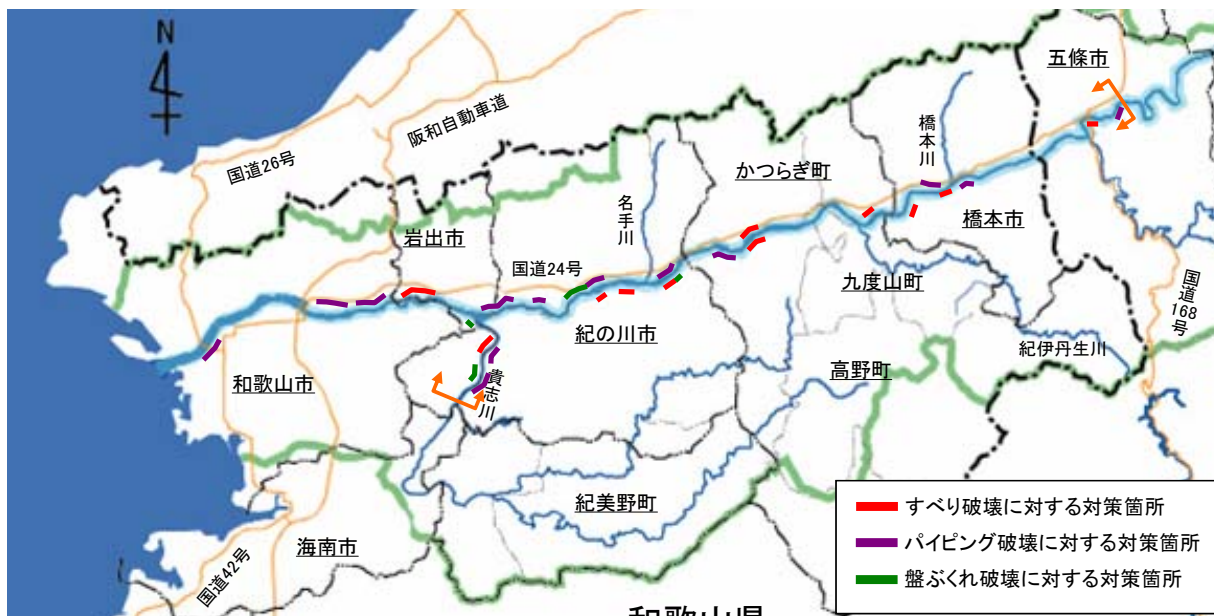 N
五條市
阪和自動車道
橋本川
国道26号
かつらぎ町
名手川
岩出市
橋本市
国道24号
九度山町
国道168号
紀の川市
紀伊丹生川
和歌山市
高野町
貴志川
紀美野町
すべり破壊に対する対策箇所
パイピング破壊に対する対策箇所
海南市
国道42号
盤ぶくれ破壊に対する対策箇所
和歌山県